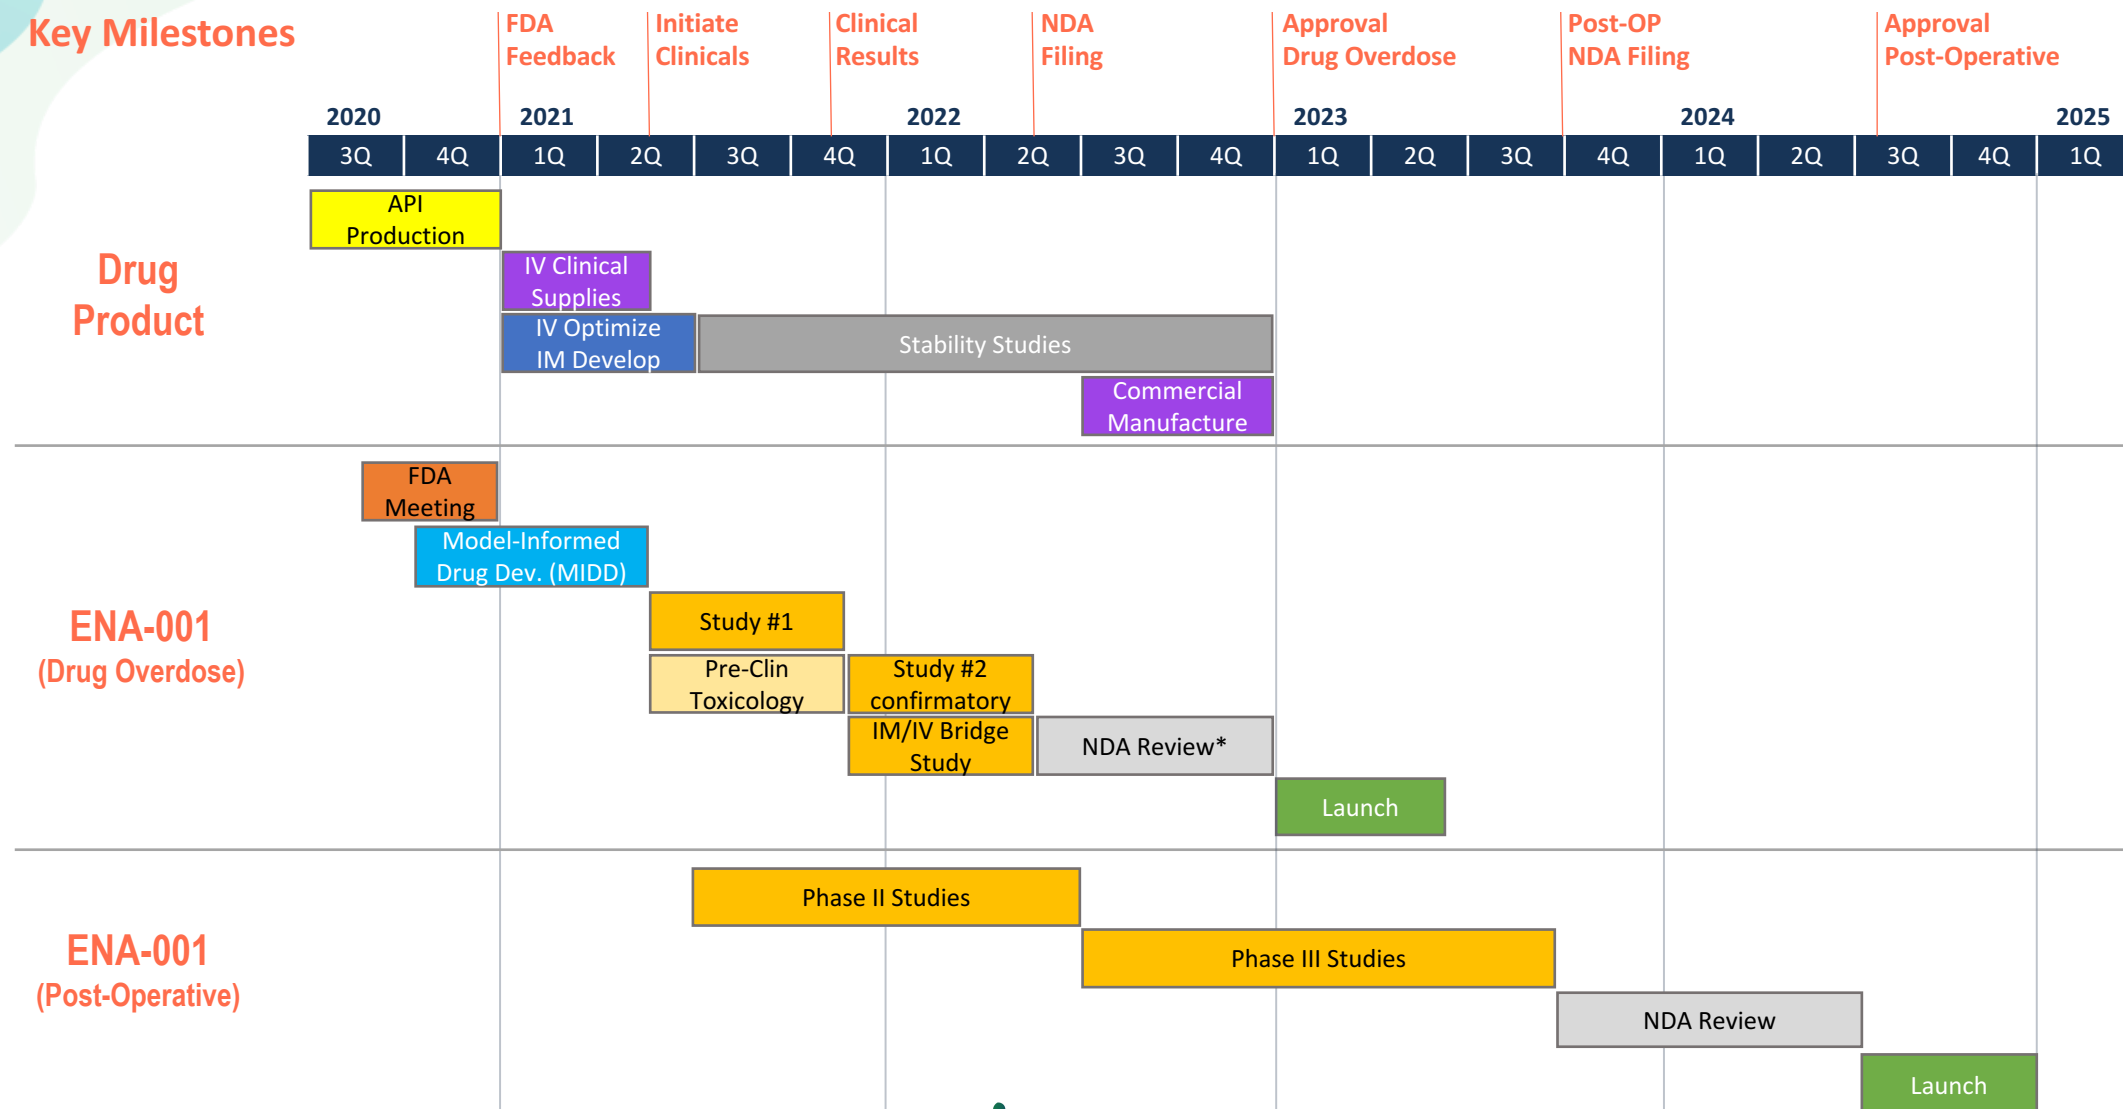 Key Milestones
FDA
Feedback
Initiate
Clinicals
Clinical
Results
NDA
Filing
Approval
Drug Overdose
Post-OP
NDA Filing
Approval
Post-Operative
2020
2021
2022
2023
2024
2025
3Q
4Q
1Q
2Q
3Q
4Q
1Q
2Q
3Q
4Q
1Q
2Q
3Q
4Q
1Q
2Q
3Q
4Q
1Q
Drug
Product
API
Production
IV Clinical
Supplies
IV Optimize
IM Develop
Stability Studies
Commercial
Manufacture
ENA-001
(Drug Overdose)
FDA
Meeting
Model-Informed
Drug Dev. (MIDD)
Study #1
Pre-Clin
Toxicology
Study #2
confirmatory
IM/IV Bridge
Study
NDA Review*
Launch
ENA-001
(Post-Operative)
Phase II Studies
Phase III Studies
NDA Review
Launch